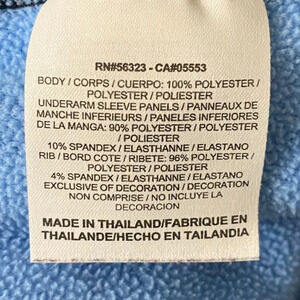 RN#56323 - CA#05553
BODY / CORPS / CUERPO: 100% POLYESTER /
POLYESTER / POLIESTER
UNDERARM SLEEVE PANELS / PANNEAUX DE
MANCHE INFERIEURS / PANELES INFERIORES
DE LA MANGA: 90% POLYESTER / POLYESTER
/ POLIESTER
10% SPANDEX / ELASTHANNE / ELASTANO
RIB / BORD COTE / RIBETE: 96% POLYESTER /
POLYESTER / POLIESTER
4% SPANDEX / ELASTHANNE / ELASTANO
EXCLUSIVE OF DECORATION / DECORATION
NON COMPRISE / NO INCLUYE LA
DECORACION
MADE IN THAILAND/FABRIQUE EN
THAILANDE/HECHO EN TAILANDIA